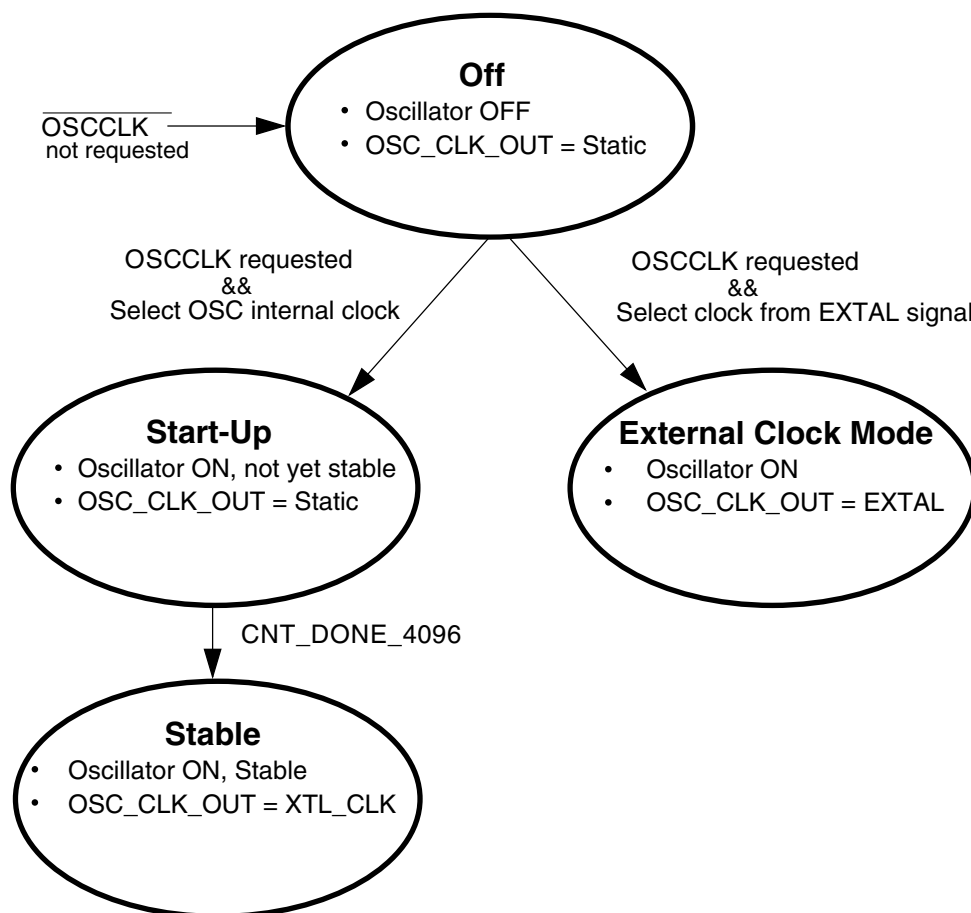 Off
• Oscillator OFF
• OSC_CLK_OUT = Static
OSCCLK
not requested
OSCCLK requested
&&
Select OSC internal clock
OSCCLK requested
&&
Select clock from EXTAL signal
Start-Up
• Oscillator ON, not yet stable
• OSC_CLK_OUT = Static
External Clock Mode
• Oscillator ON
• OSC_CLK_OUT = EXTAL
CNT_DONE_4096
Stable
• Oscillator ON, Stable
• OSC_CLK_OUT = XTL_CLK